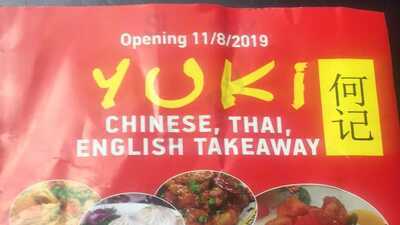 Opening 11/8/2019
YUKI
何记
CHINESE, THAI,
ENGLISH TAKEAWAY